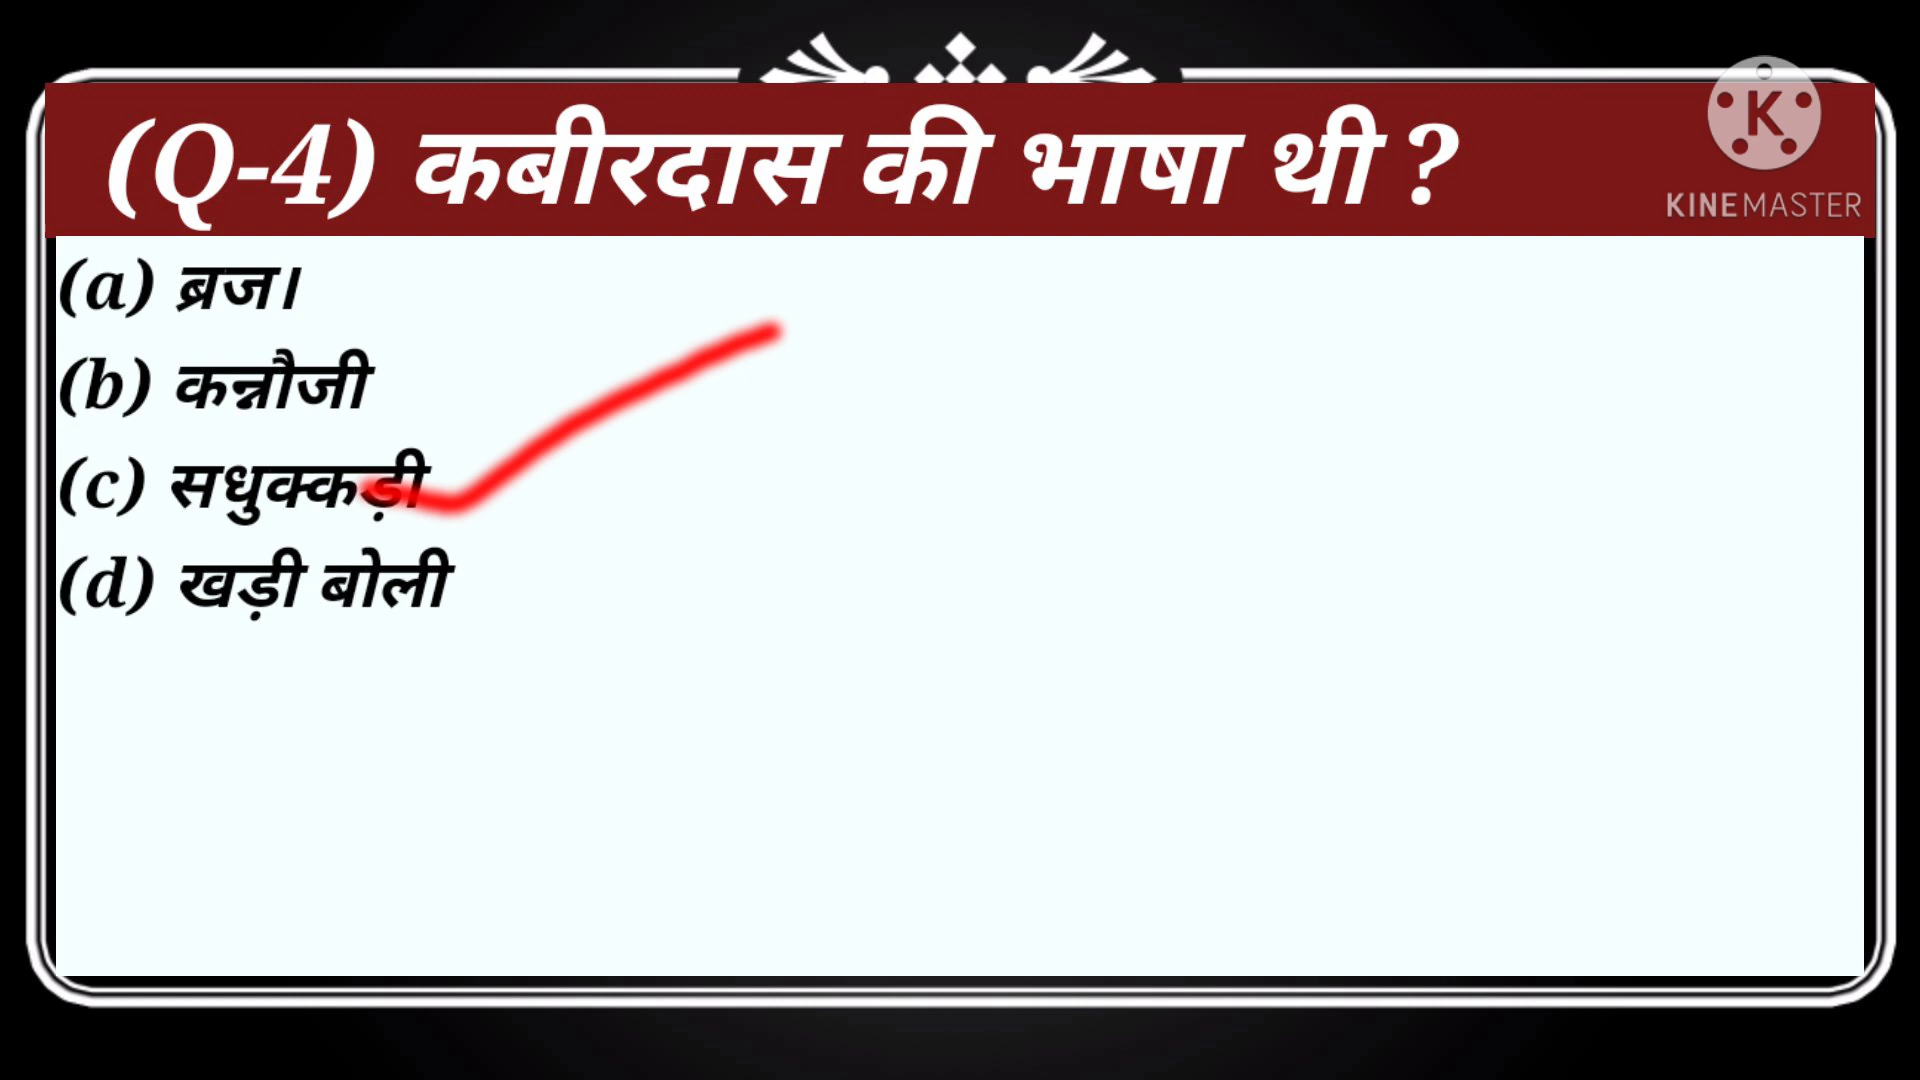 (Q-4) कबीरदास की भाषा थी ?
K
KINEMASTER
(a) ब्रज।
(b) कन्नौजी
(c) सधुक्कड़ी
(d) खड़ी बोली